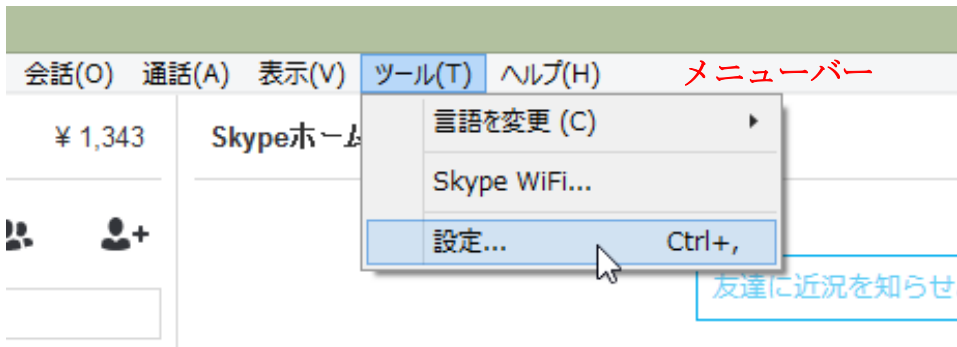 会話(O) 通話(A) 表示(V) ツール(T) ヘルプ(H) メニューバー
言語を変更 (C)
¥ 1,343 Skypeホーム
Skype WiFi...
設定... Ctrl+,
友達に近況を知らせ